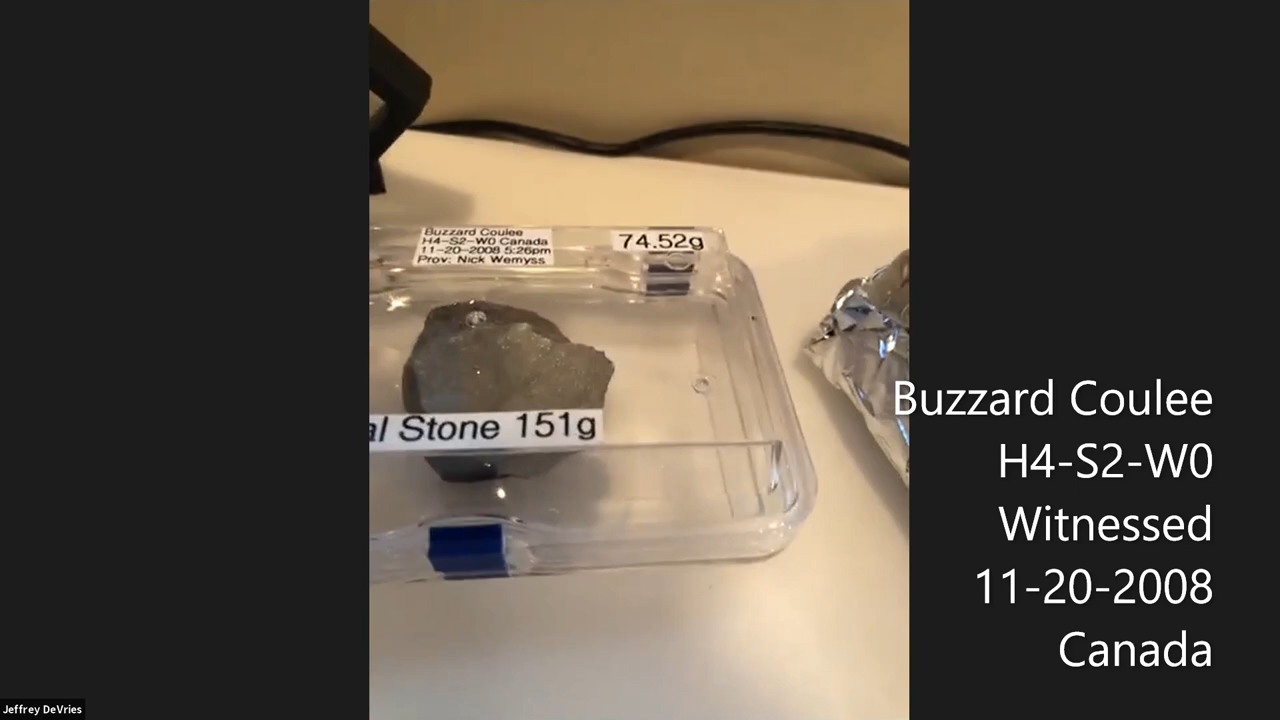 Buzzard Coulee
H4-S2-W0 Canada
11-20-2008 5:26pm
Prov: Nick Wemyss
74.52g
al Stone 151g
Buzzard Coulee
H4-S2-W0
Witnessed
11-20-2008
Canada
Jeffrey DeVries